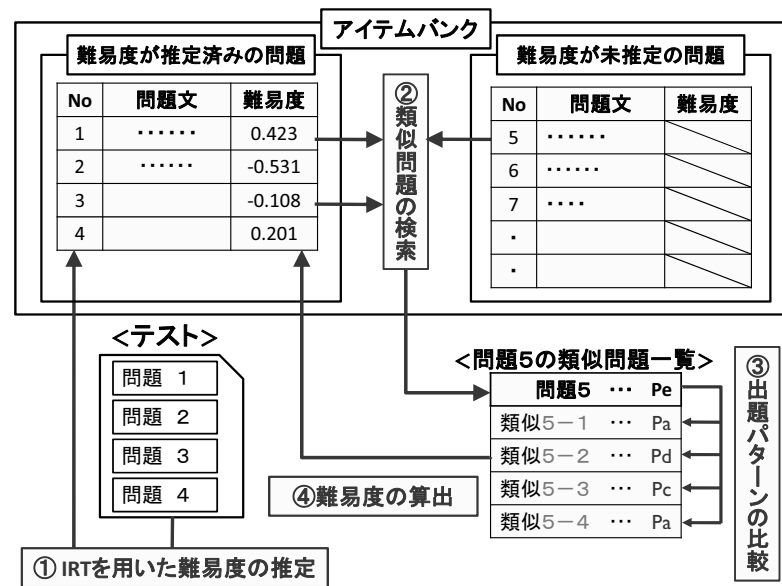 アイテムバンク
難易度が推定済みの問題
No 問題文 難易度
1 ・・・・・・ 0.423
2 ・・・・・・ -0.531
3 -0.108
4 0.201
②類似問題の検索
難易度が未推定の問題
No 問題文 難易度
5 ・・・・・・
6 ・・・・・・
7 ・・・・
・
・
<テスト>
問題 1
問題 2
問題 3
問題 4
① IRTを用いた難易度の推定
<問題5の類似問題一覧>
問題5 … Pe
類似5-1 … Pa
類似5-2 … Pd
類似5-3 … Pc
類似5-4 … Pa
③出題パターンの比較
④難易度の算出